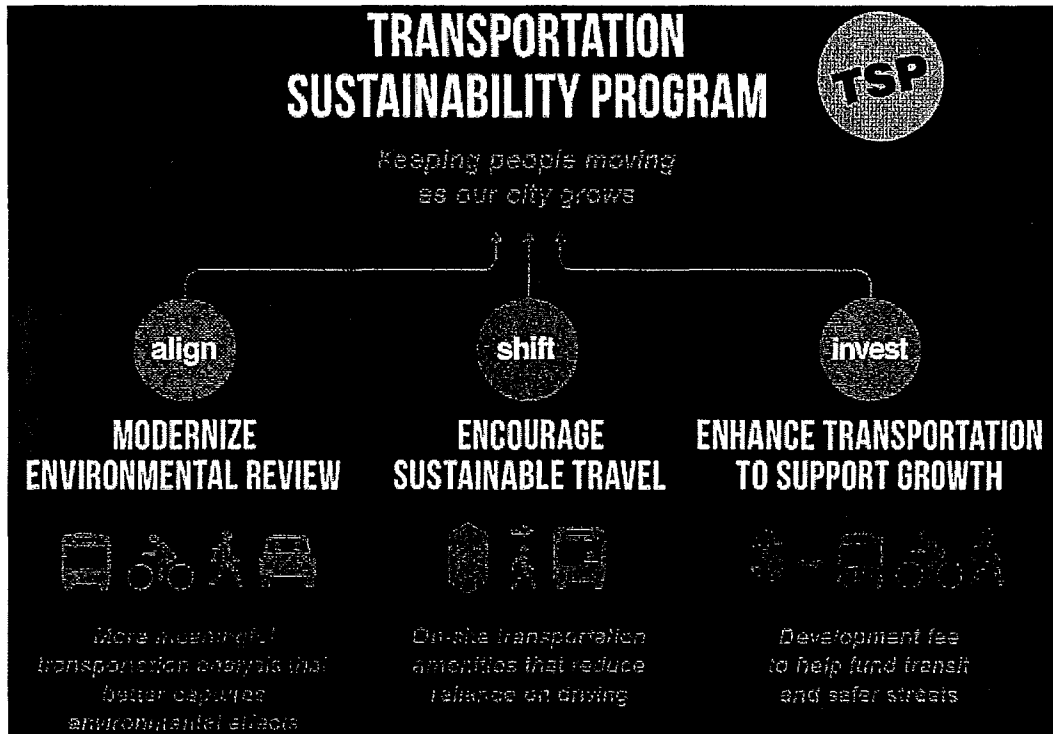 TRANSPORTATION
SUSTAINABILITY PROGRAM
TSP
Keeping people moving
as our city grows
align
shift
invest
MODERNIZE
ENVIRONMENTAL REVIEW
ENCOURAGE
SUSTAINABLE TRAVEL
ENHANCE TRANSPORTATION
TO SUPPORT GROWTH
More meaningful
transportation analysis that
better captures
environmental effects
On-site transportation
amenities that reduce
reliance on driving
Development fee
to help fund transit
and safer streets